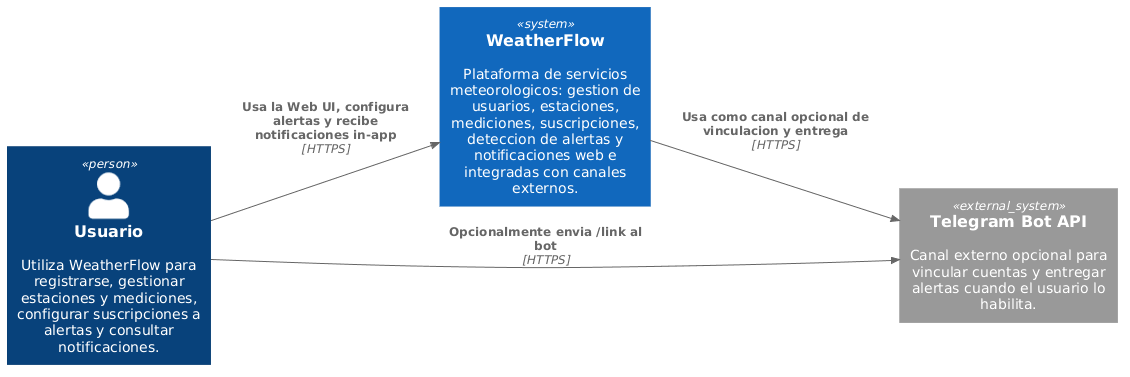 «system»
WeatherFlow
Plataforma de servicios
meteorologicos: gestion de
usuarios, estaciones,
mediciones, suscripciones,
deteccion de alertas y
notificaciones web e
integradas con canales
externos.
Usa la Web UI, configura
alertas y recibe
notificaciones in-app
[HTTPS]
Usa como canal opcional de
vinculacion y entrega
[HTTPS]
«person»
Usuario
Utiliza WeatherFlow para
registrarse, gestionar
estaciones y mediciones,
configurar suscripciones a
alertas y consultar
notificaciones.
Opcionalmente envia /link al
bot
[HTTPS]
«external_system»
Telegram Bot API
Canal externo opcional para
vincular cuentas y entregar
alertas cuando el usuario lo
habilita.